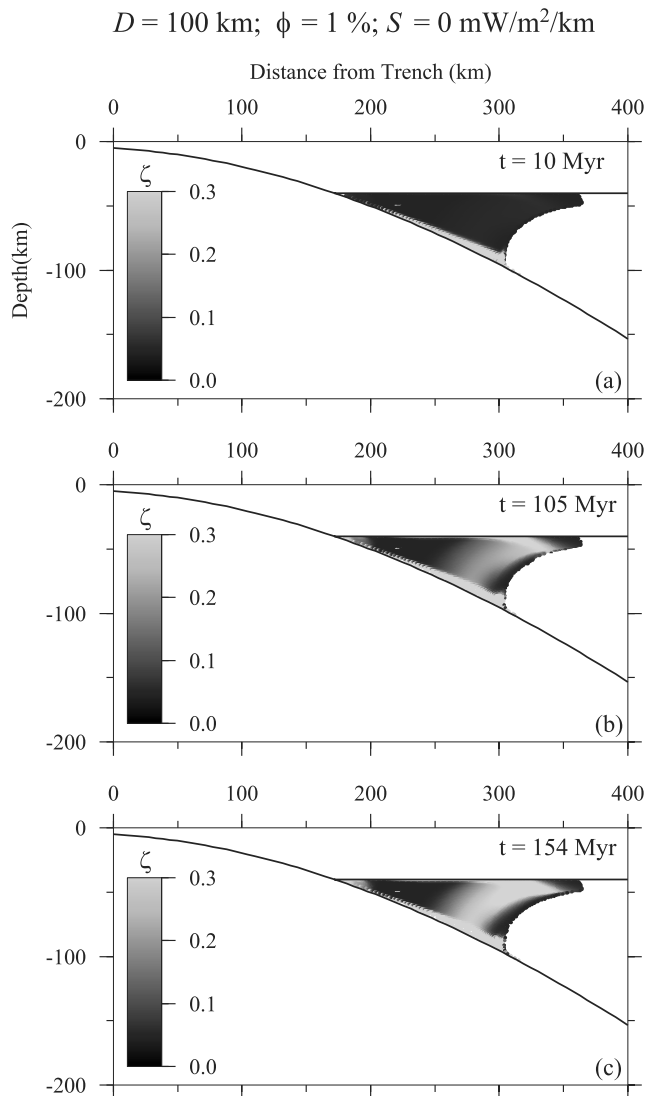 D = 100 km; ϕ = 1 %; S = 0 mW/m²/km
Distance from Trench (km)
0 100 200 300 400
0
-100
-200
Depth(km)
t = 10 Myr
ζ
0.3
0.2
0.1
0.0
(a)
0 100 200 300 400
0
-100
-200
t = 105 Myr
ζ
0.3
0.2
0.1
0.0
(b)
0 100 200 300 400
0
-100
-200
t = 154 Myr
ζ
0.3
0.2
0.1
0.0
(c)